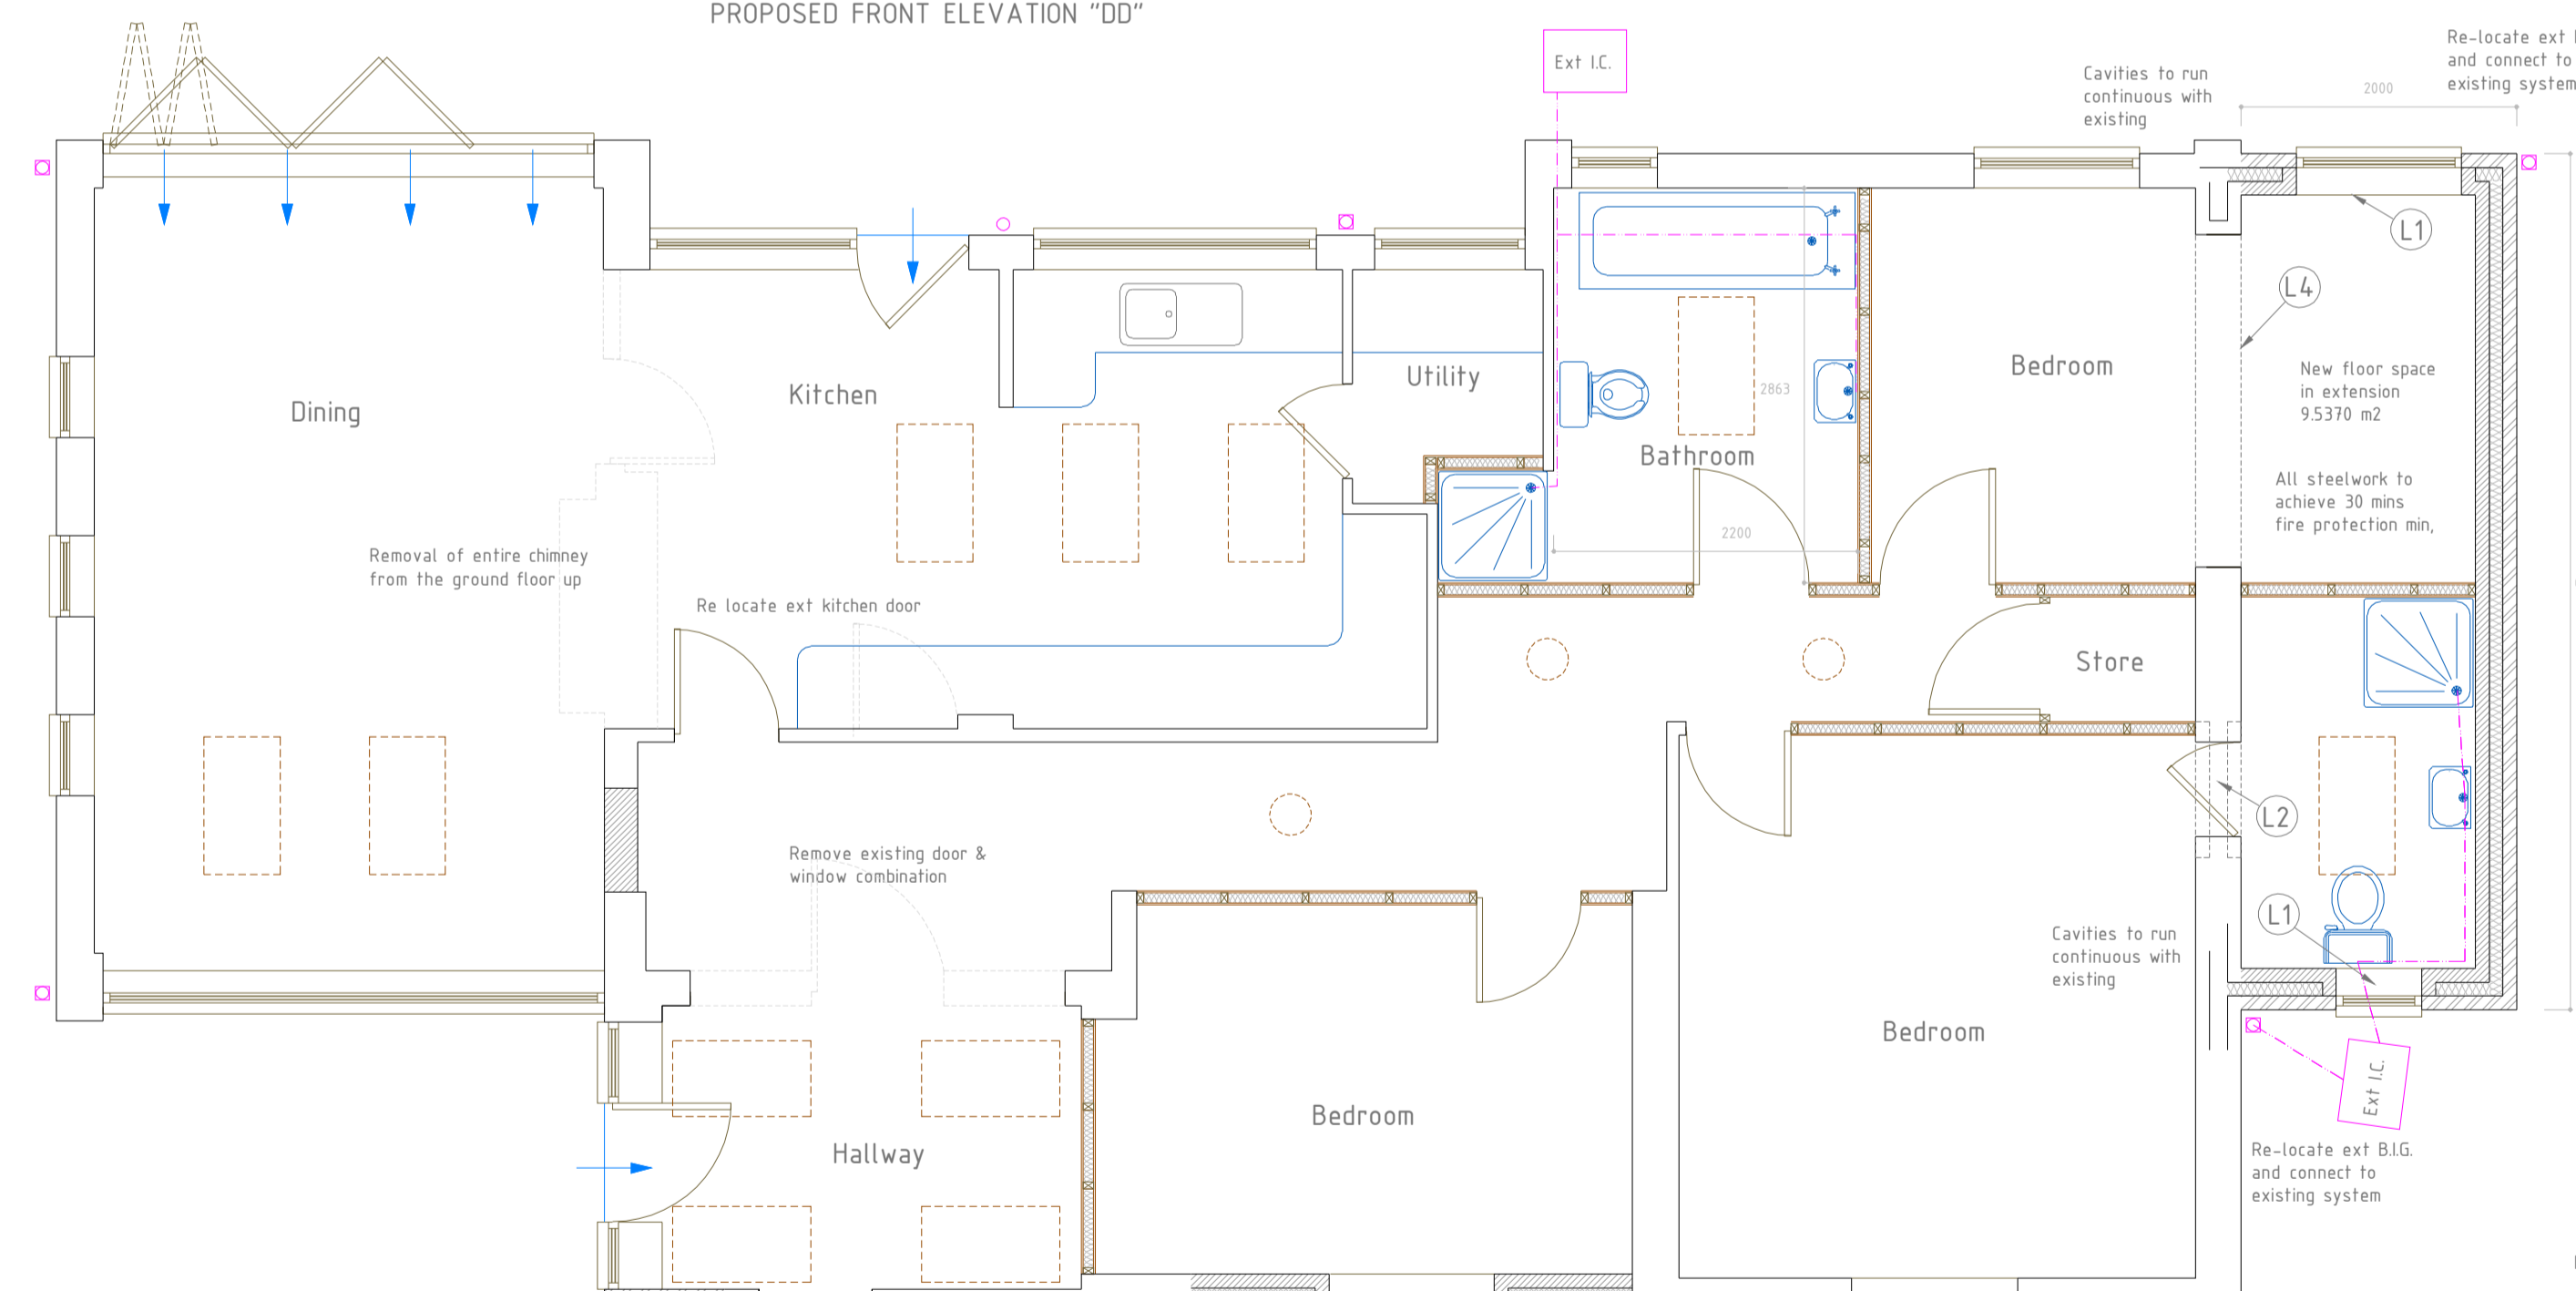 PROPOSED FRONT ELEVATION "DD"
Ext I.C.
Cavities to run
continuous with
existing
2000
Re-locate ext
and connect to
existing system
L1
L4
New floor space
in extension
9.5370 m2
All steelwork to
achieve 30 mins
fire protection min,
Dining
Kitchen
Utility
2863
Bathroom
2200
Bedroom
Removal of entire chimney
from the ground floor up
Re locate ext kitchen door
Store
L2
Remove existing door &
window combination
L1
Cavities to run
continuous with
existing
Bedroom
Bedroom
Hallway
Ext I.C.
Re-locate ext B.I.G.
and connect to
existing system